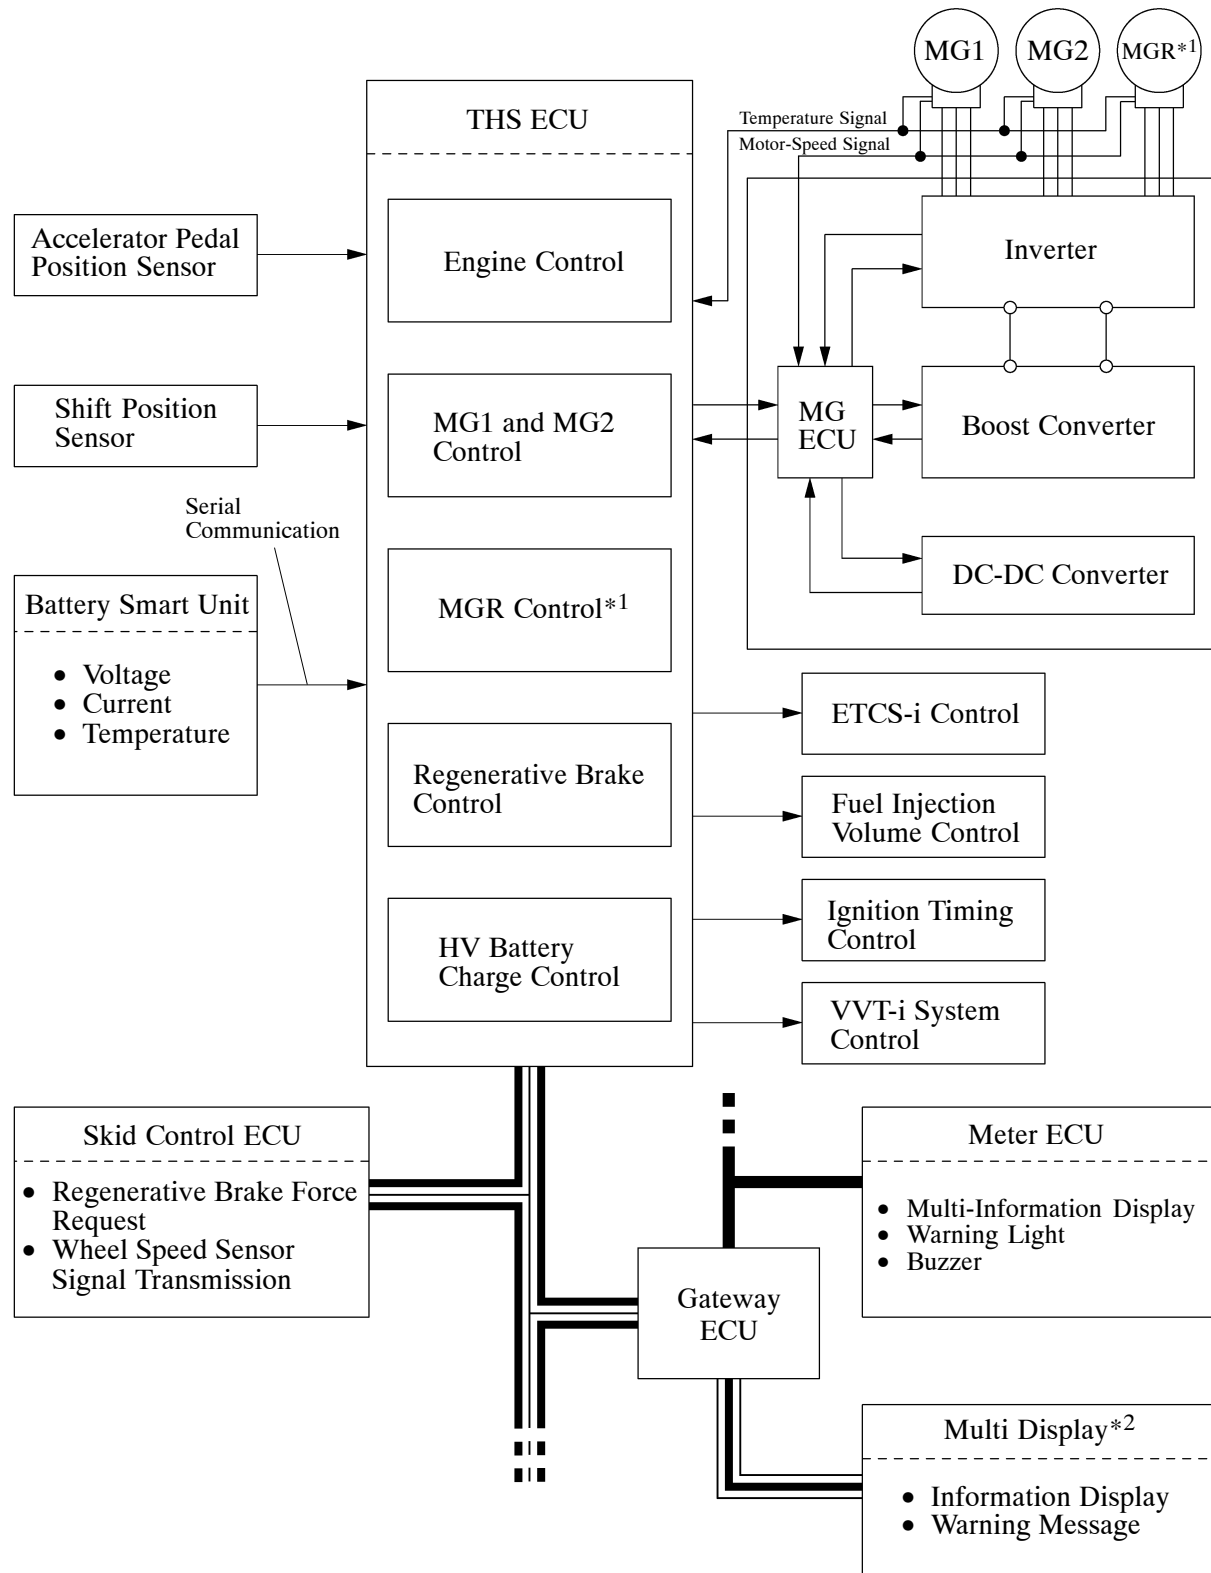 MG1
MG2
MGR*1
THS ECU
Temperature Signal
Motor-Speed Signal
Accelerator Pedal
Position Sensor
Engine Control
Inverter
Shift Position
Sensor
MG1 and MG2
Control
MG
ECU
Boost Converter
Serial
Communication
DC-DC Converter
Battery Smart Unit
• Voltage
• Current
• Temperature
MGR Control*1
ETCS-i Control
Regenerative Brake
Control
Fuel Injection
Volume Control
Ignition Timing
Control
HV Battery
Charge Control
VVT-i System
Control
Skid Control ECU
• Regenerative Brake Force
Request
• Wheel Speed Sensor
Signal Transmission
Meter ECU
• Multi-Information Display
• Warning Light
• Buzzer
Gateway
ECU
Multi Display*2
• Information Display
• Warning Message